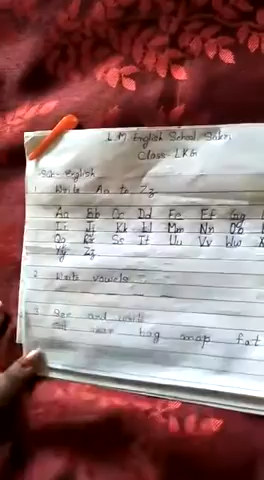 L.M English School
Class- LKG
Sub- English
1 Write Aa to Zz
Aa Bb Cc Dd Ee Ff Gg
Ii Jj Kk Ll Mm Nn Oo
Qq Rr Ss Tt Uu Vv Ww
Yy Zz
2 Write vowels
3 See and write
bag map fat